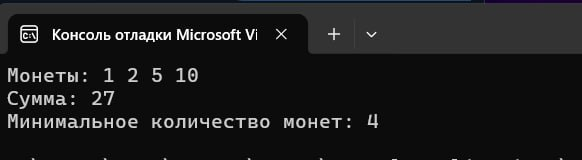 Консоль отладки Microsoft Vi
Монеты: 1 2 5 10
Сумма: 27
Минимальное количество монет: 4